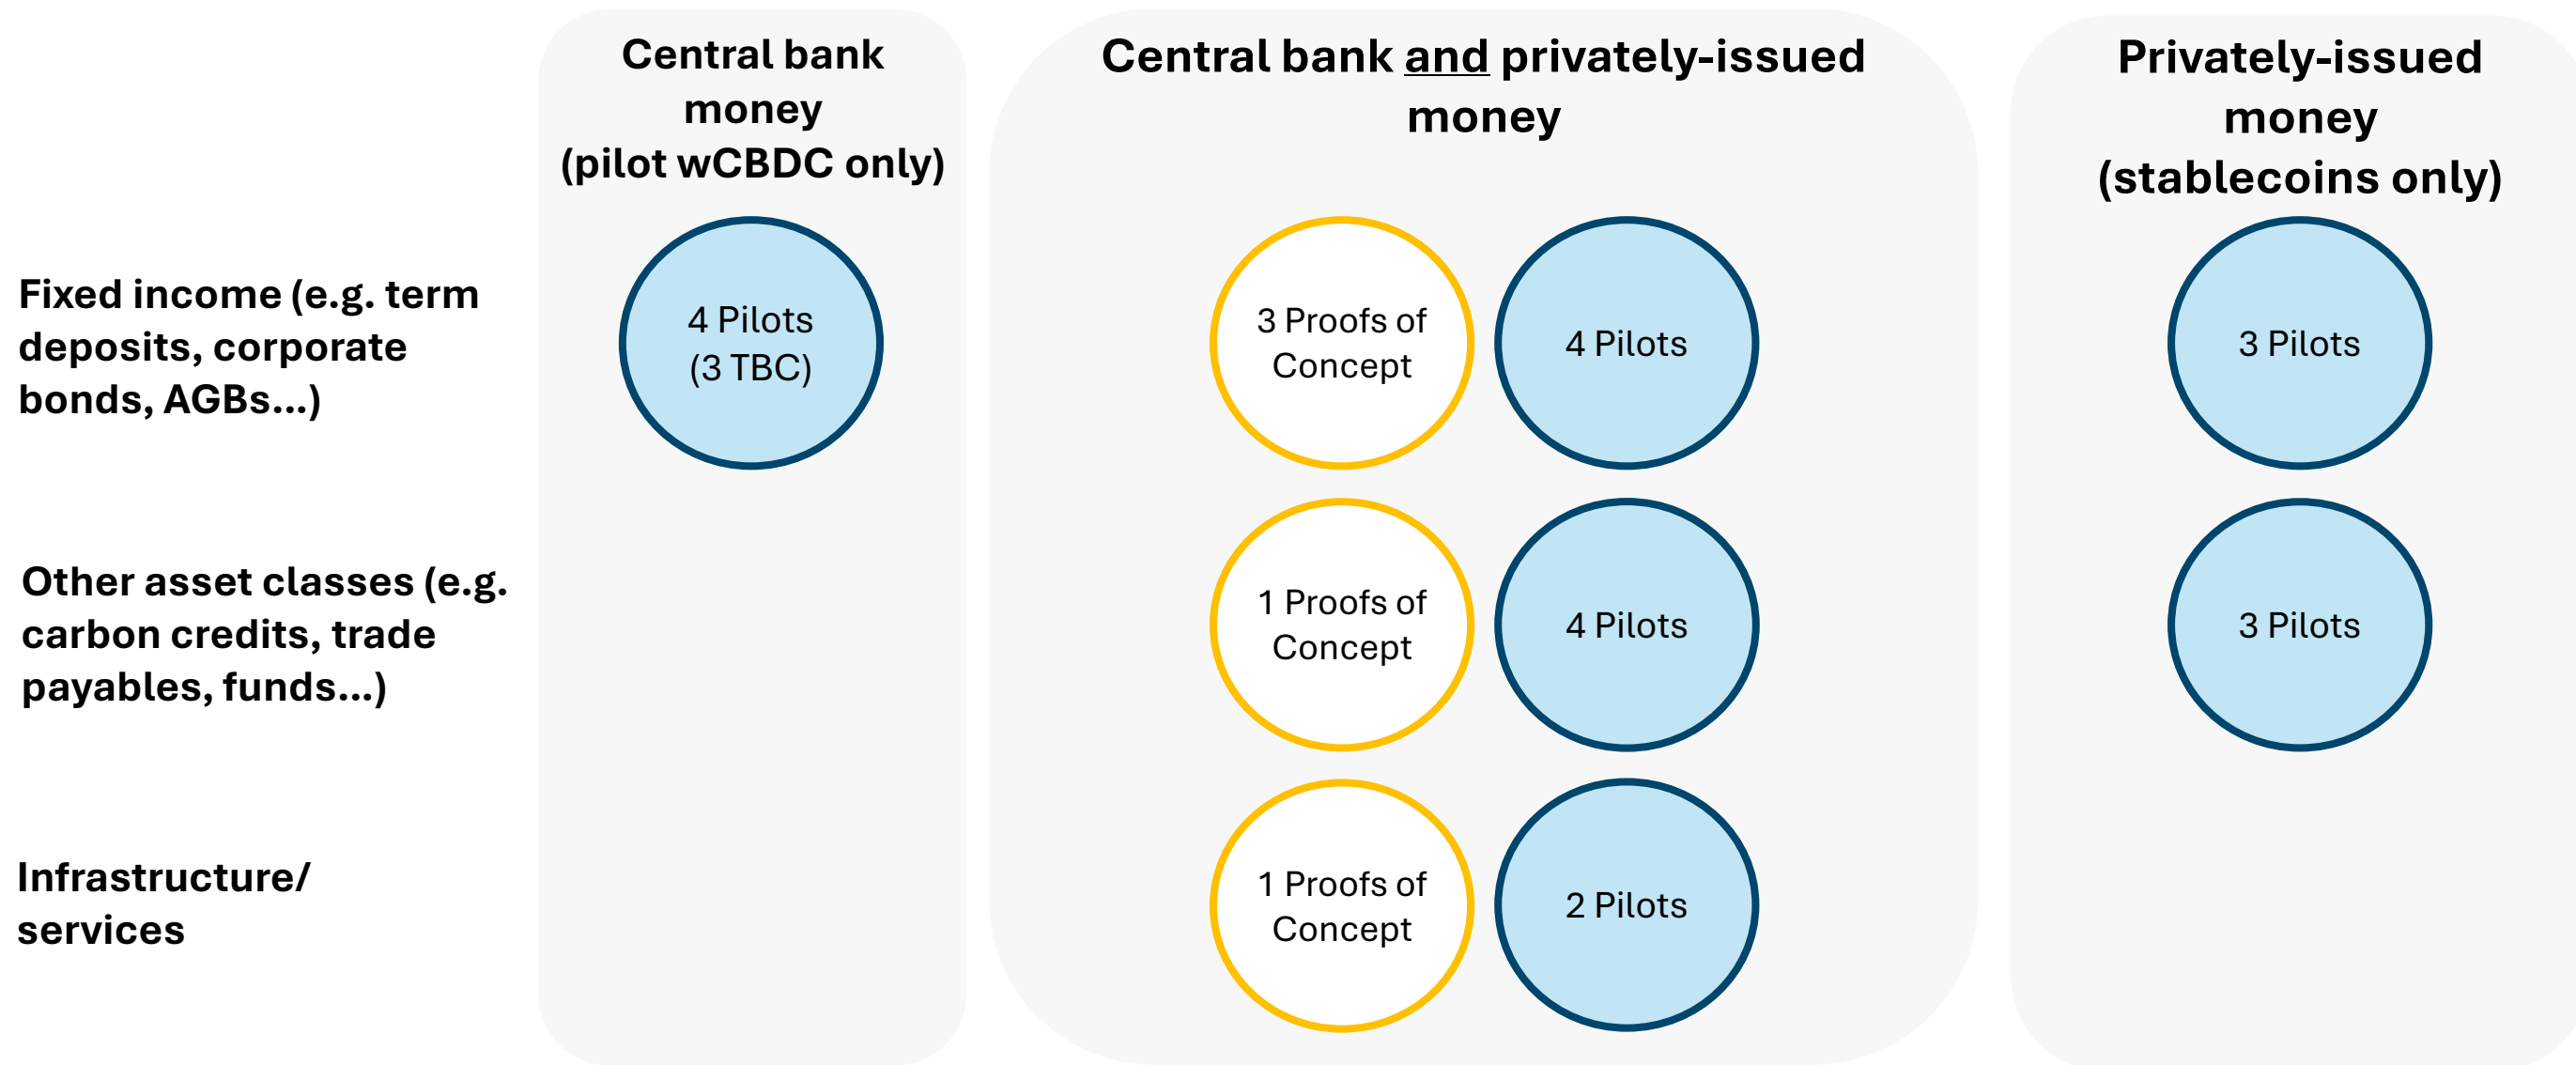 Central bank
money
(pilot wCBDC only)
Central bank and privately-issued
money
Privately-issued
money
(stablecoins only)
Fixed income (e.g. term
deposits, corporate
bonds, AGBs...)
4 Pilots
(3 TBC)
3 Proofs of
Concept
4 Pilots
3 Pilots
Other asset classes (e.g.
carbon credits, trade
payables, funds...)
1 Proofs of
Concept
4 Pilots
3 Pilots
Infrastructure/
services
1 Proofs of
Concept
2 Pilots